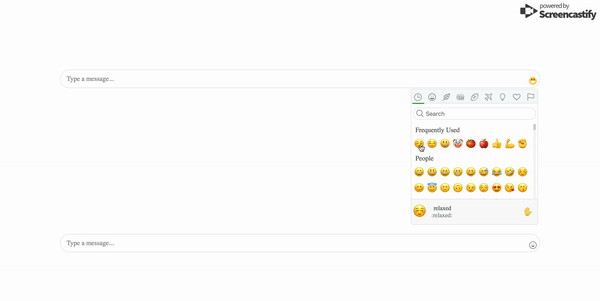 powered by
Screencastify
Type a message...
Search
Frequently Used
People
relaxed
:relaxed:
Type a message...